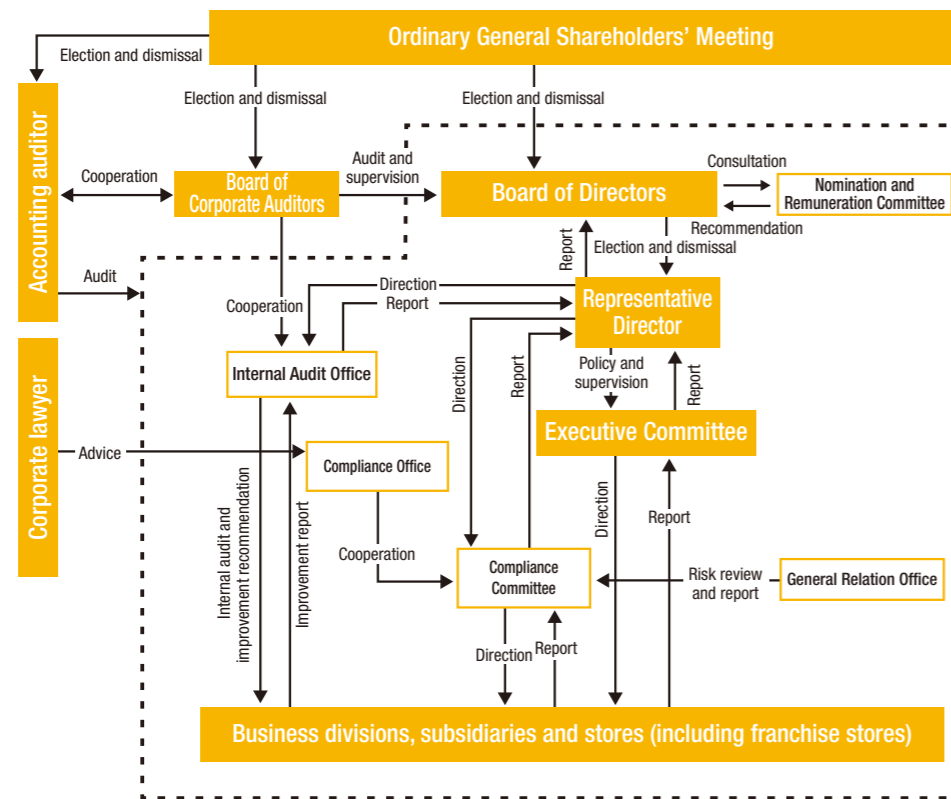 Ordinary General Shareholders’ Meeting
Election and dismissal
Election and dismissal
Election and dismissal
Accounting auditor
Cooperation
Board of
Corporate Auditors
Audit and
supervision
Board of Directors
Consultation
Nomination and
Remuneration Committee
Recommendation
Report
Election and dismissal
Audit
Cooperation
Direction
Report
Representative
Director
Internal Audit Office
Direction
Report
Policy and
supervision
Report
Executive Committee
Corporate lawyer
Advice
Compliance Office
Internal audit and
improvement recommendation
Improvement report
Cooperation
Compliance
Committee
Direction
Report
Risk review
and report
General Relation Office
Direction
Report
Business divisions, subsidiaries and stores (including franchise stores)